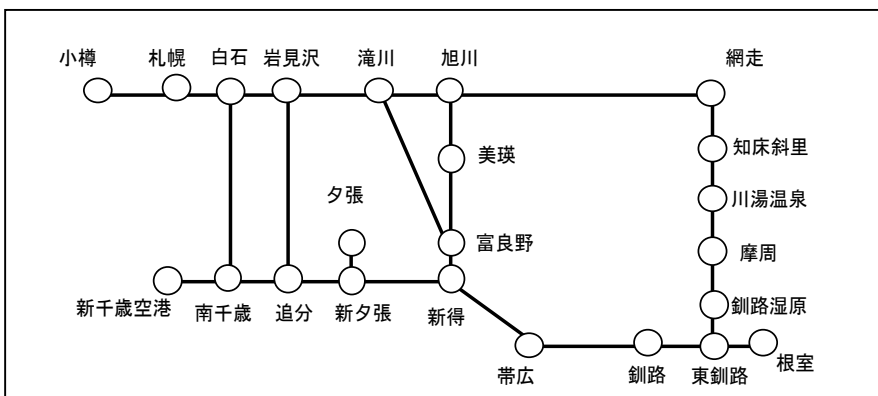 小樽
札幌
白石
岩見沢
滝川
旭川
網走
知床斜里
美瑛
夕張
川湯温泉
富良野
摩周
新千歳空港
南千歳
追分
新夕張
新得
釧路湿原
帯広
釧路
東釧路
根室